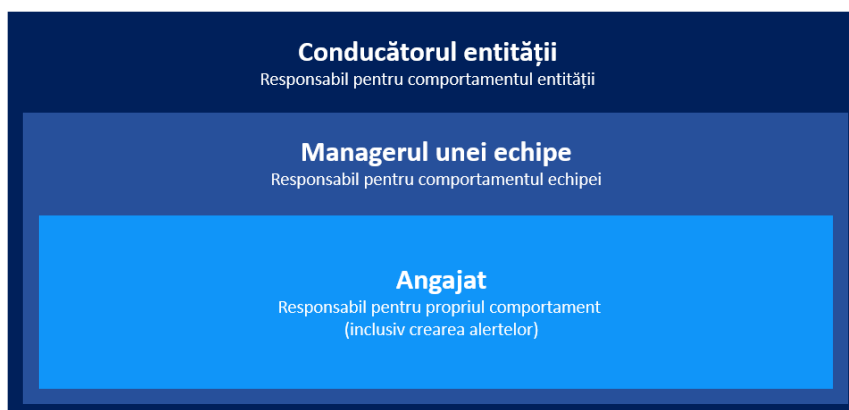 Conducătorul entității
Responsabil pentru comportamentul entității
Managerul unei echipe
Responsabil pentru comportamentul echipei
Angajat
Responsabil pentru propriul comportament
(inclusiv crearea alertelor)